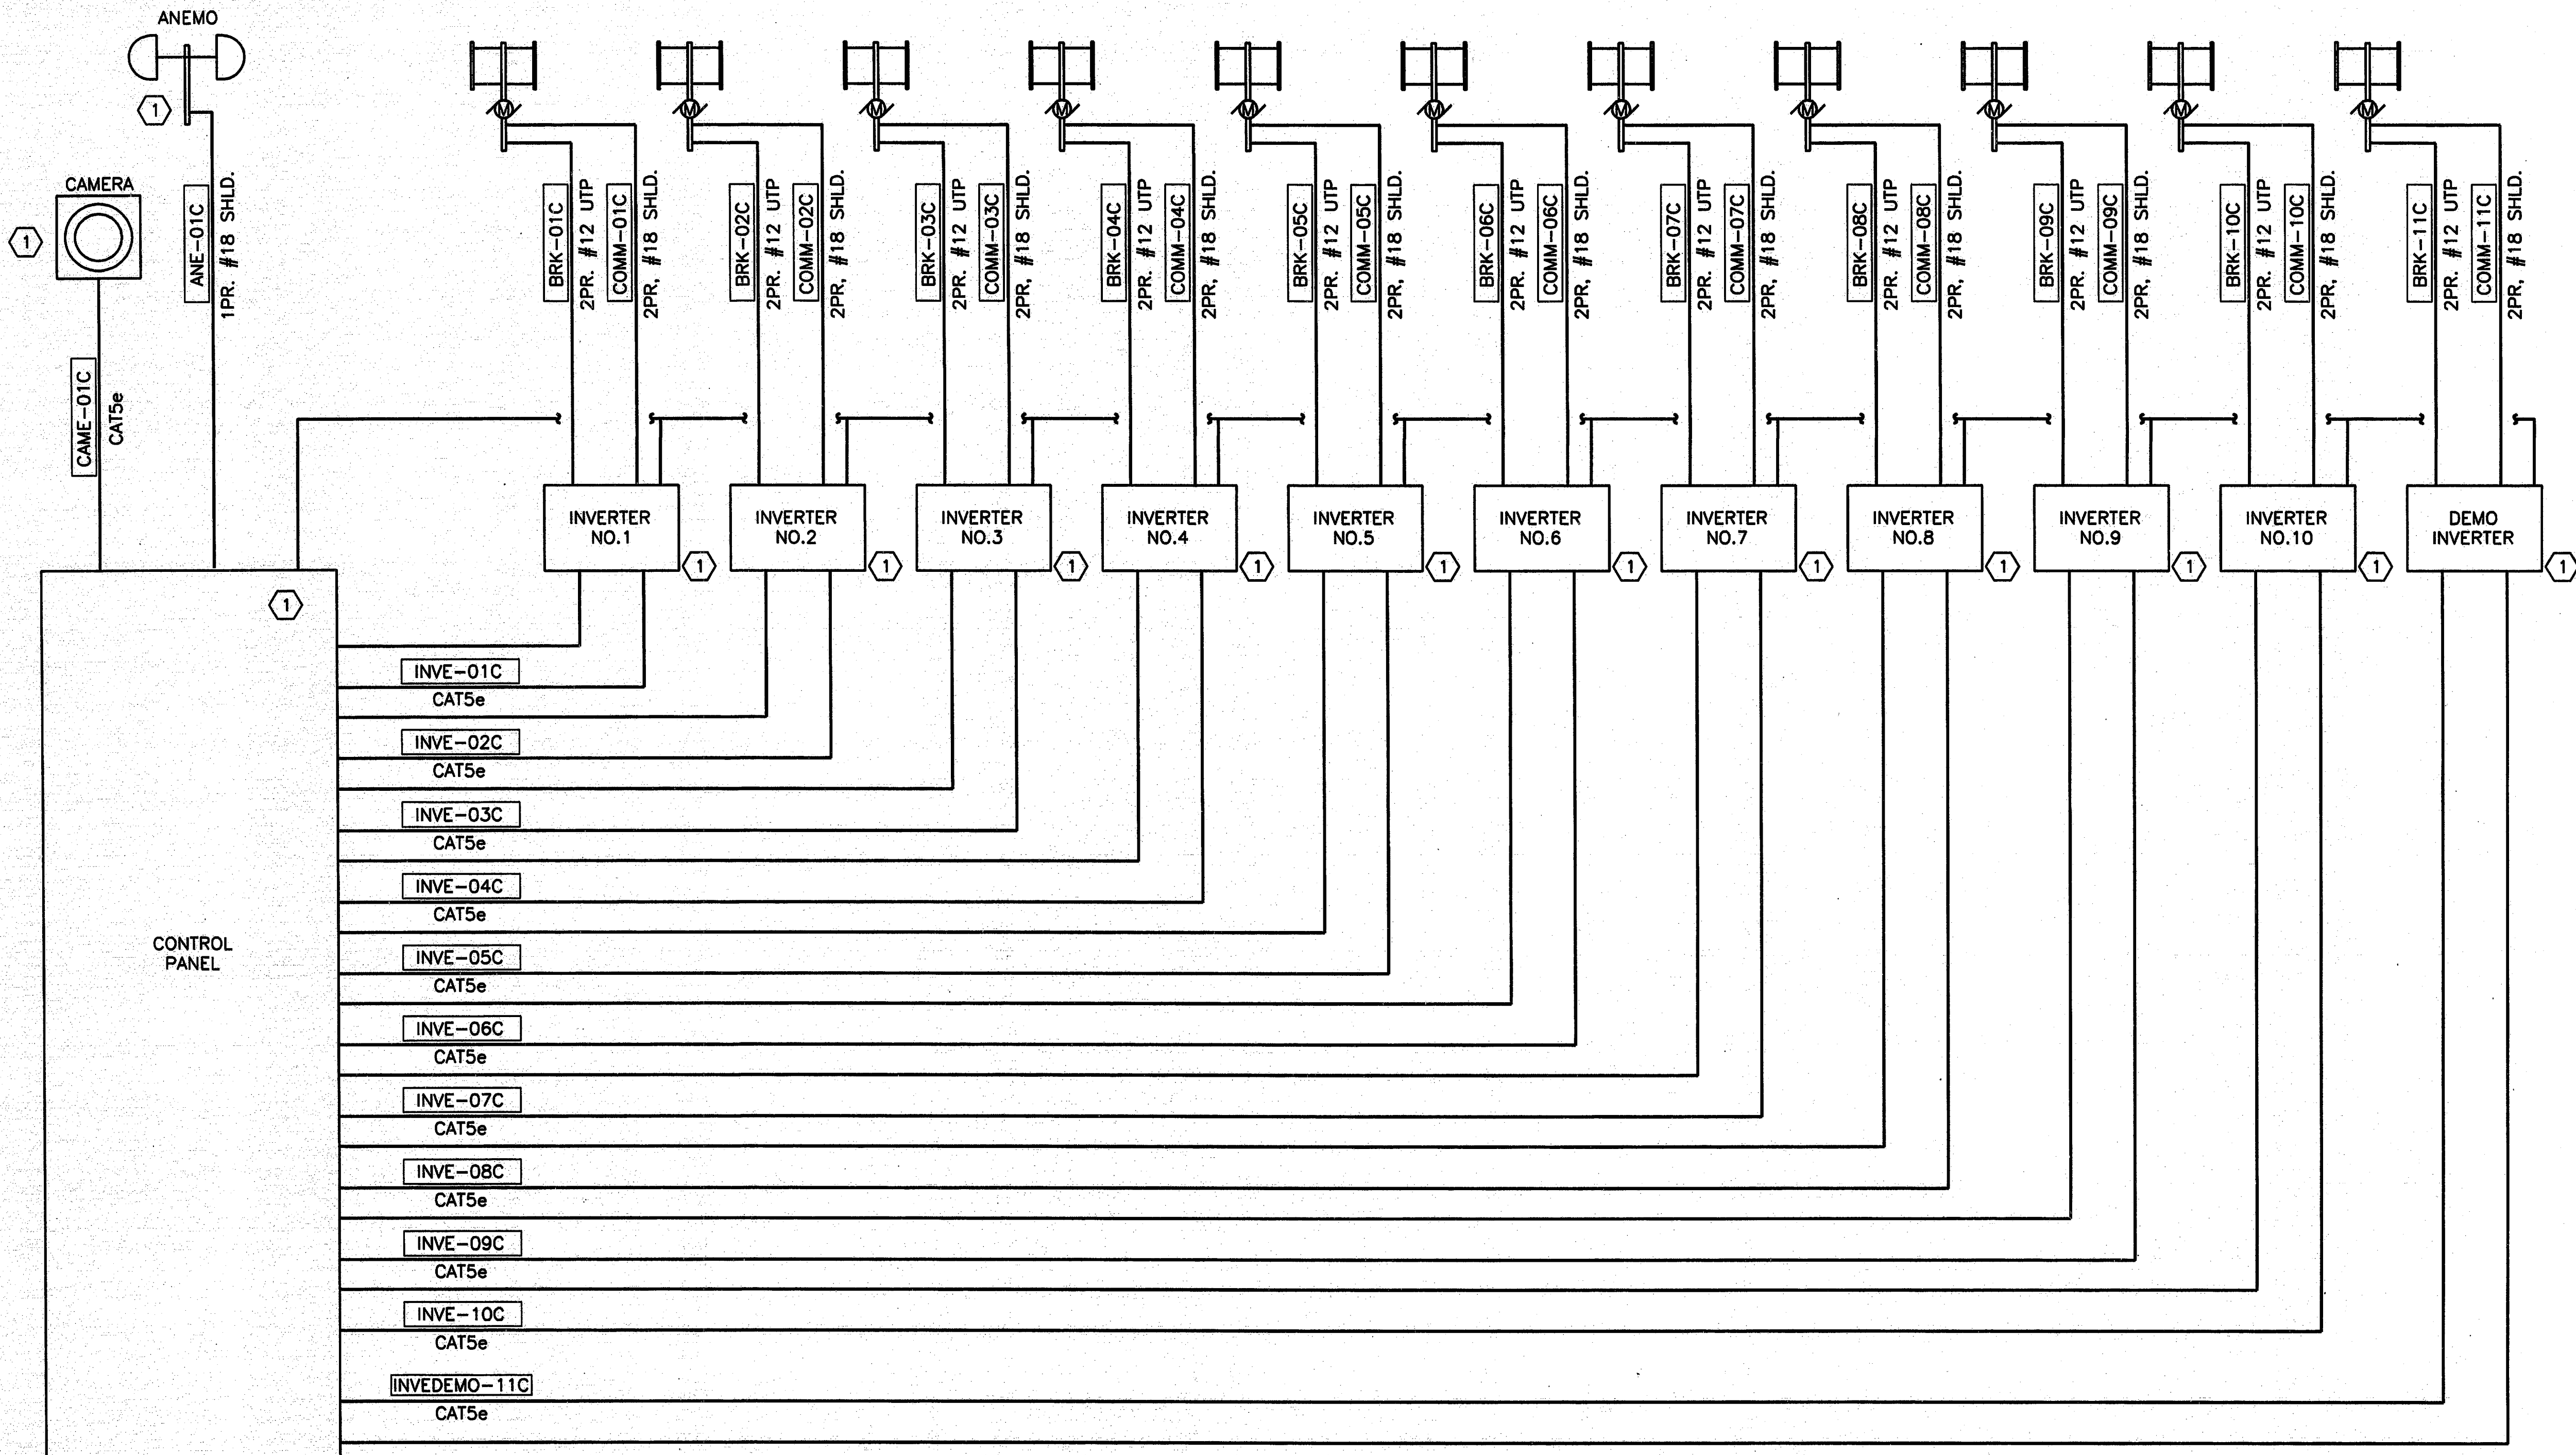 ANEMO
1
CAMERA
1
CAME-01C
CAT5e
ANE-01C
1PR. #18 SHLD.
M
M
M
M
M
M
M
M
M
M
M
BRK-01C
2PR. #12 UTP
COMM-01C
2PR, #18 SHLD.
BRK-02C
2PR. #12 UTP
COMM-02C
2PR, #18 SHLD.
BRK-03C
2PR. #12 UTP
COMM-03C
2PR, #18 SHLD.
BRK-04C
2PR. #12 UTP
COMM-04C
2PR, #18 SHLD.
BRK-05C
2PR. #12 UTP
COMM-05C
2PR, #18 SHLD.
BRK-06C
2PR. #12 UTP
COMM-06C
2PR, #18 SHLD.
BRK-07C
2PR. #12 UTP
COMM-07C
2PR, #18 SHLD.
BRK-08C
2PR. #12 UTP
COMM-08C
2PR, #18 SHLD.
BRK-09C
2PR. #12 UTP
COMM-09C
2PR, #18 SHLD.
BRK-10C
2PR. #12 UTP
COMM-10C
2PR, #18 SHLD.
BRK-11C
2PR. #12 UTP
COMM-11C
2PR, #18 SHLD.
INVERTER
NO.1
1
INVERTER
NO.2
1
INVERTER
NO.3
1
INVERTER
NO.4
1
INVERTER
NO.5
1
INVERTER
NO.6
1
INVERTER
NO.7
1
INVERTER
NO.8
1
INVERTER
NO.9
1
INVERTER
NO.10
1
DEMO
INVERTER
1
1
CONTROL
PANEL
INVE-01C
CAT5e
INVE-02C
CAT5e
INVE-03C
CAT5e
INVE-04C
CAT5e
INVE-05C
CAT5e
INVE-06C
CAT5e
INVE-07C
CAT5e
INVE-08C
CAT5e
INVE-09C
CAT5e
INVE-10C
CAT5e
INVEDEMO-11C
CAT5e